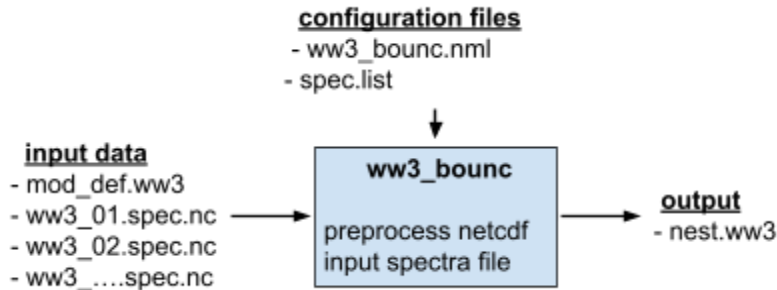 configuration files
- ww3_bounc.nml
- spec.list
input data
- mod_def.ww3
- ww3_01.spec.nc
- ww3_02.spec.nc
- ww3_....spec.nc
ww3_bounc
preprocess netcdf
input spectra file
output
- nest.ww3